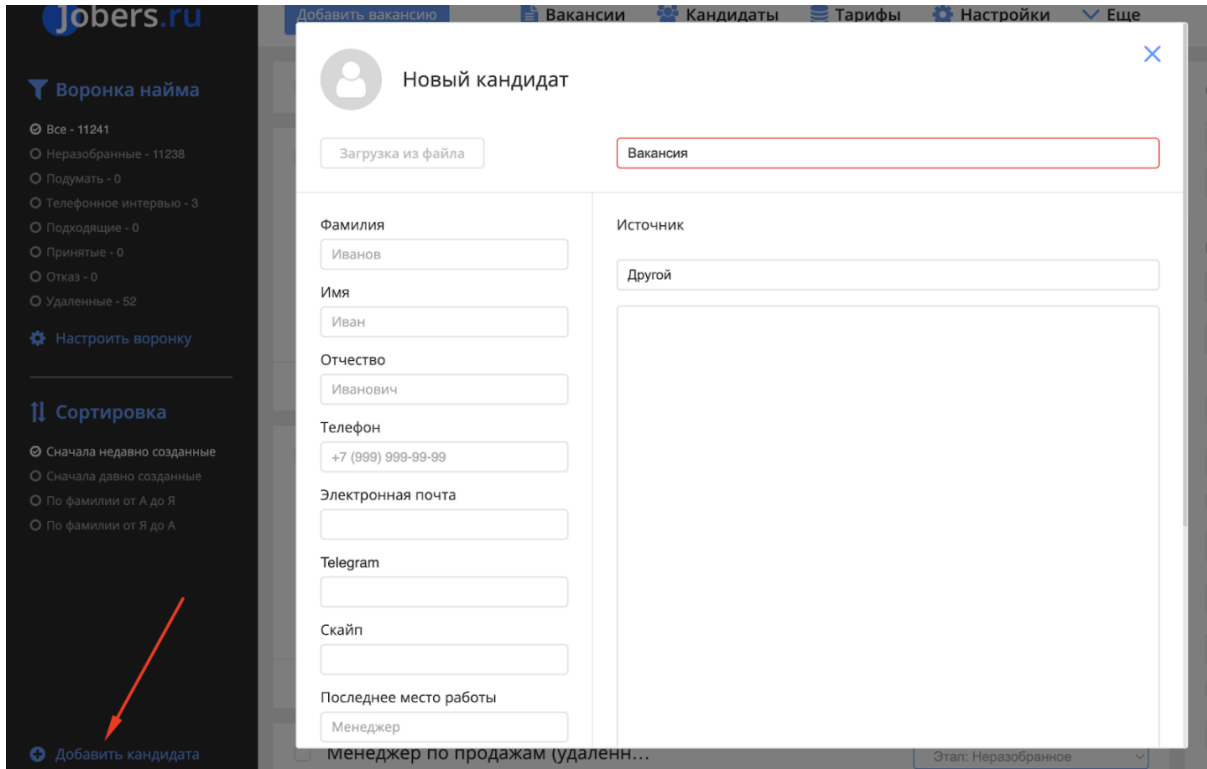 Jobers.ru
Добавить вакансию
Вакансии
Кандидаты
Тарифы
Настройки
Еще
Воронка найма
Все - 11241
Неразобранные - 11238
Подумать - 0
Телефонное интервью - 3
Подходящие - 0
Принятые - 0
Отказ - 0
Удаленные - 52
Настроить воронку
Сортировка
Сначала недавно созданные
Сначала давно созданные
По фамилии от А до Я
По фамилии от Я до А
Добавить кандидата
Новый кандидат
Загрузка из файла
Вакансия
Фамилия
Иванов
Имя
Иван
Отчество
Иванович
Телефон
+7 (999) 999-99-99
Электронная почта
Telegram
Скайп
Последнее место работы
Менеджер
Источник
Другой
Менеджер по продажам (удаленн...
Этап: Неразобранное